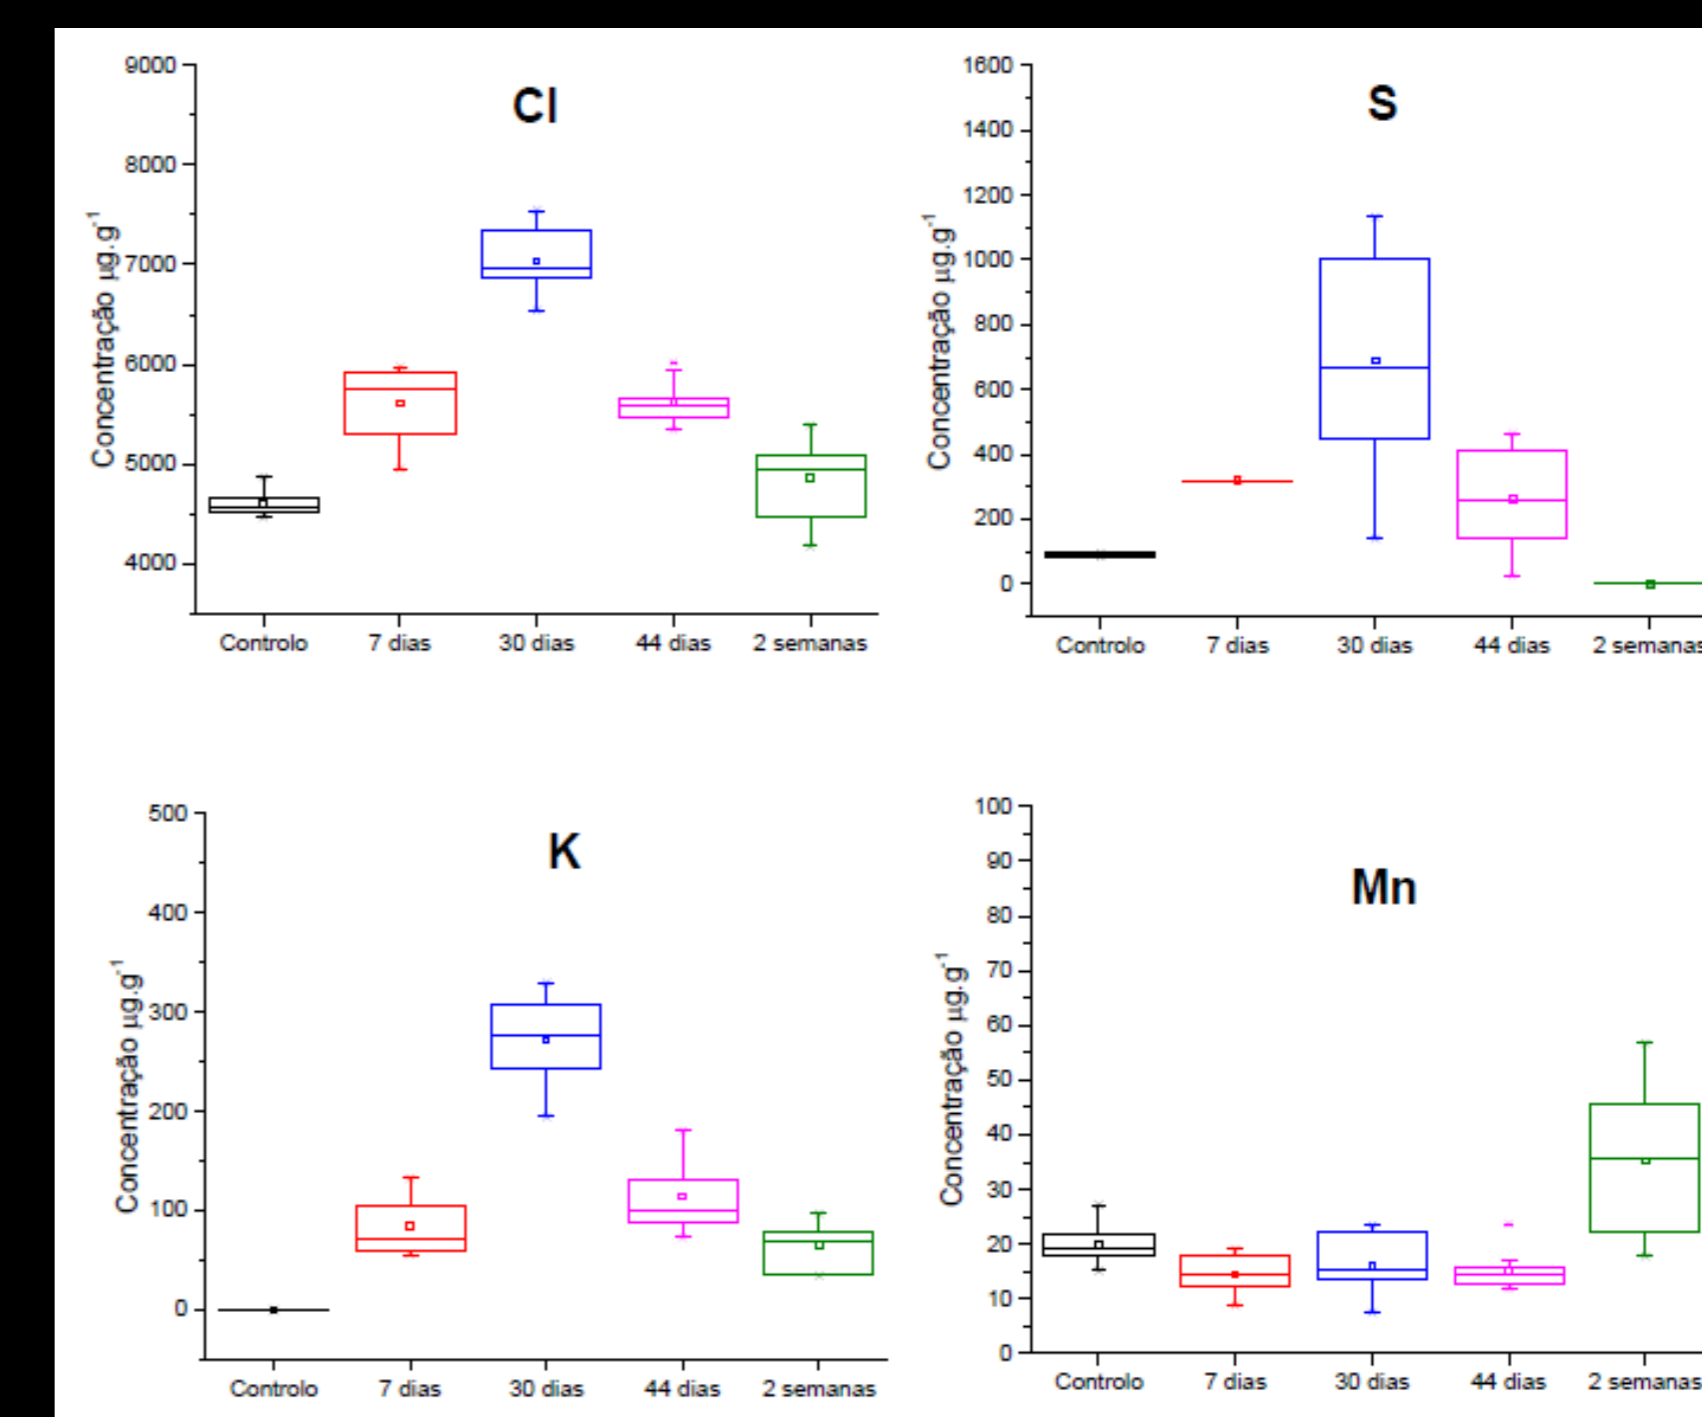 Cl
9000
8000
7000
6000
5000
4000
Concentração µg.g⁻¹
Controlo 7 dias 30 dias 44 dias 2 semanas
S
1600
1400
1200
1000
800
600
400
200
0
Concentração µg.g⁻¹
Controlo 7 dias 30 dias 44 dias 2 semanas
K
500
400
300
200
100
0
Concentração µg.g⁻¹
Controlo 7 dias 30 dias 44 dias 2 semanas
Mn
100
90
80
70
60
50
40
30
20
10
0
Concentração µg.g⁻¹
Controlo 7 dias 30 dias 44 dias 2 semanas